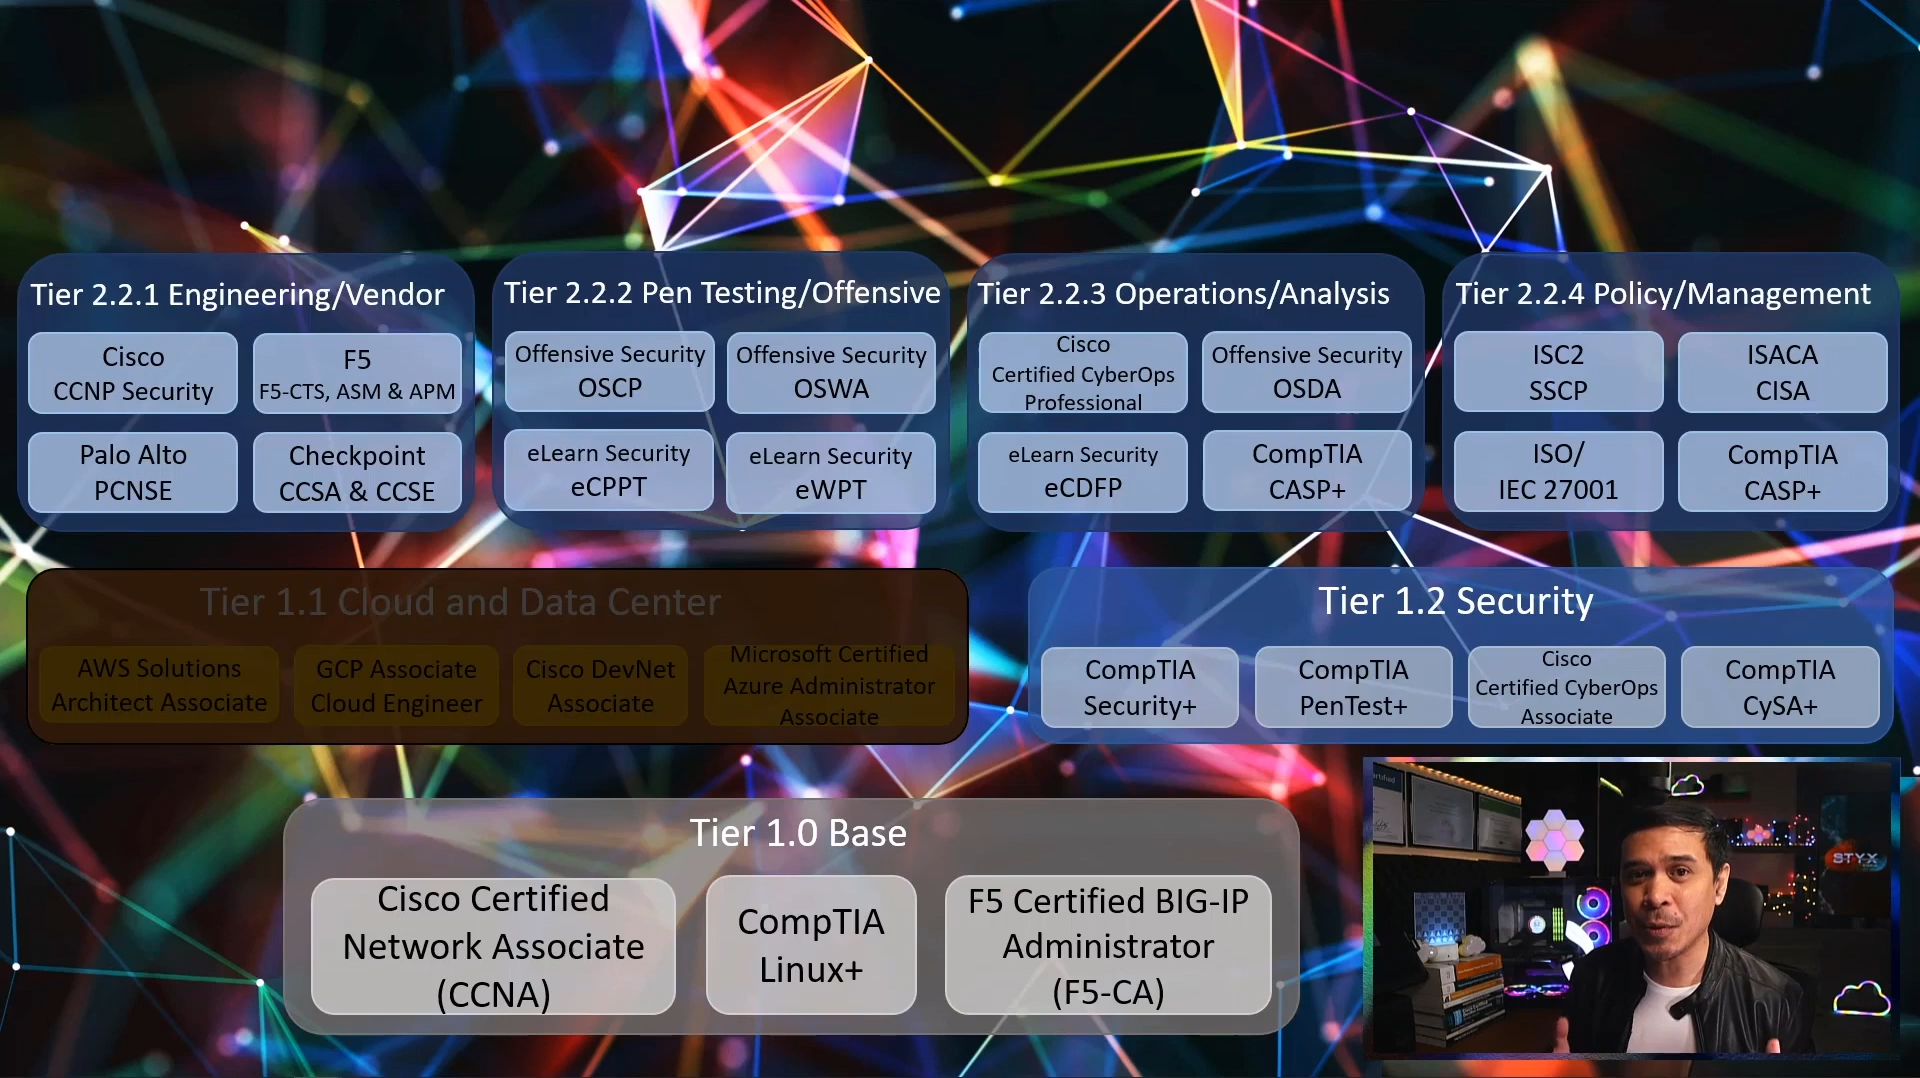 Tier 2.2.1 Engineering/Vendor
Cisco
CCNP Security
F5
F5-CTS, ASM & APM
Palo Alto
PCNSE
Checkpoint
CCSA & CCSE
Tier 2.2.2 Pen Testing/Offensive
Offensive Security
OSCP
Offensive Security
OSWA
eLearn Security
eCPPT
eLearn Security
eWPT
Tier 2.2.3 Operations/Analysis
Cisco
Certified CyberOps
Professional
Offensive Security
OSDA
eLearn Security
eCDFP
CompTIA
CASP+
Tier 2.2.4 Policy/Management
ISC2
SSCP
ISACA
CISA
ISO/
IEC 27001
CompTIA
CASP+
Tier 1.1 Cloud and Data Center
AWS Solutions
Architect Associate
GCP Associate
Cloud Engineer
Cisco DevNet
Associate
Microsoft Certified
Azure Administrator
Associate
Tier 1.2 Security
CompTIA
Security+
CompTIA
PenTest+
Cisco
Certified CyberOps
Associate
CompTIA
CySA+
Tier 1.0 Base
Cisco Certified
Network Associate
(CCNA)
CompTIA
Linux+
F5 Certified BIG-IP
Administrator
(F5-CA)
STYX